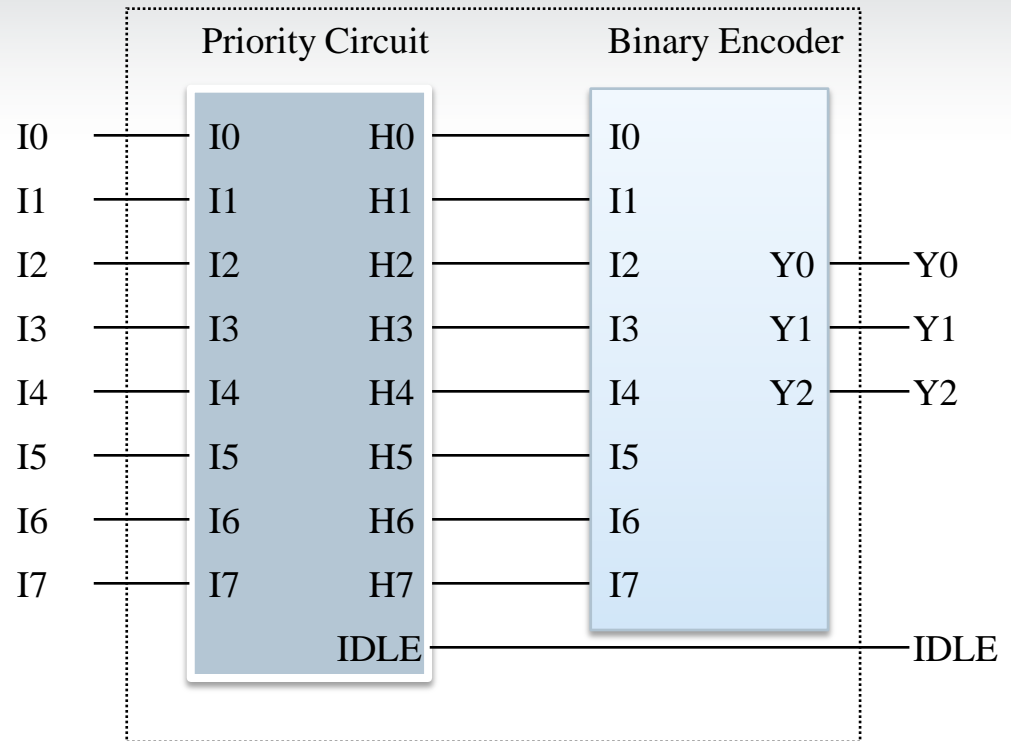 Priority Circuit Binary Encoder
I0 I0 H0 I0
I1 I1 H1 I1
I2 I2 H2 I2 Y0 Y0
I3 I3 H3 I3 Y1 Y1
I4 I4 H4 I4 Y2 Y2
I5 I5 H5 I5
I6 I6 H6 I6
I7 I7 H7 I7
IDLE IDLE